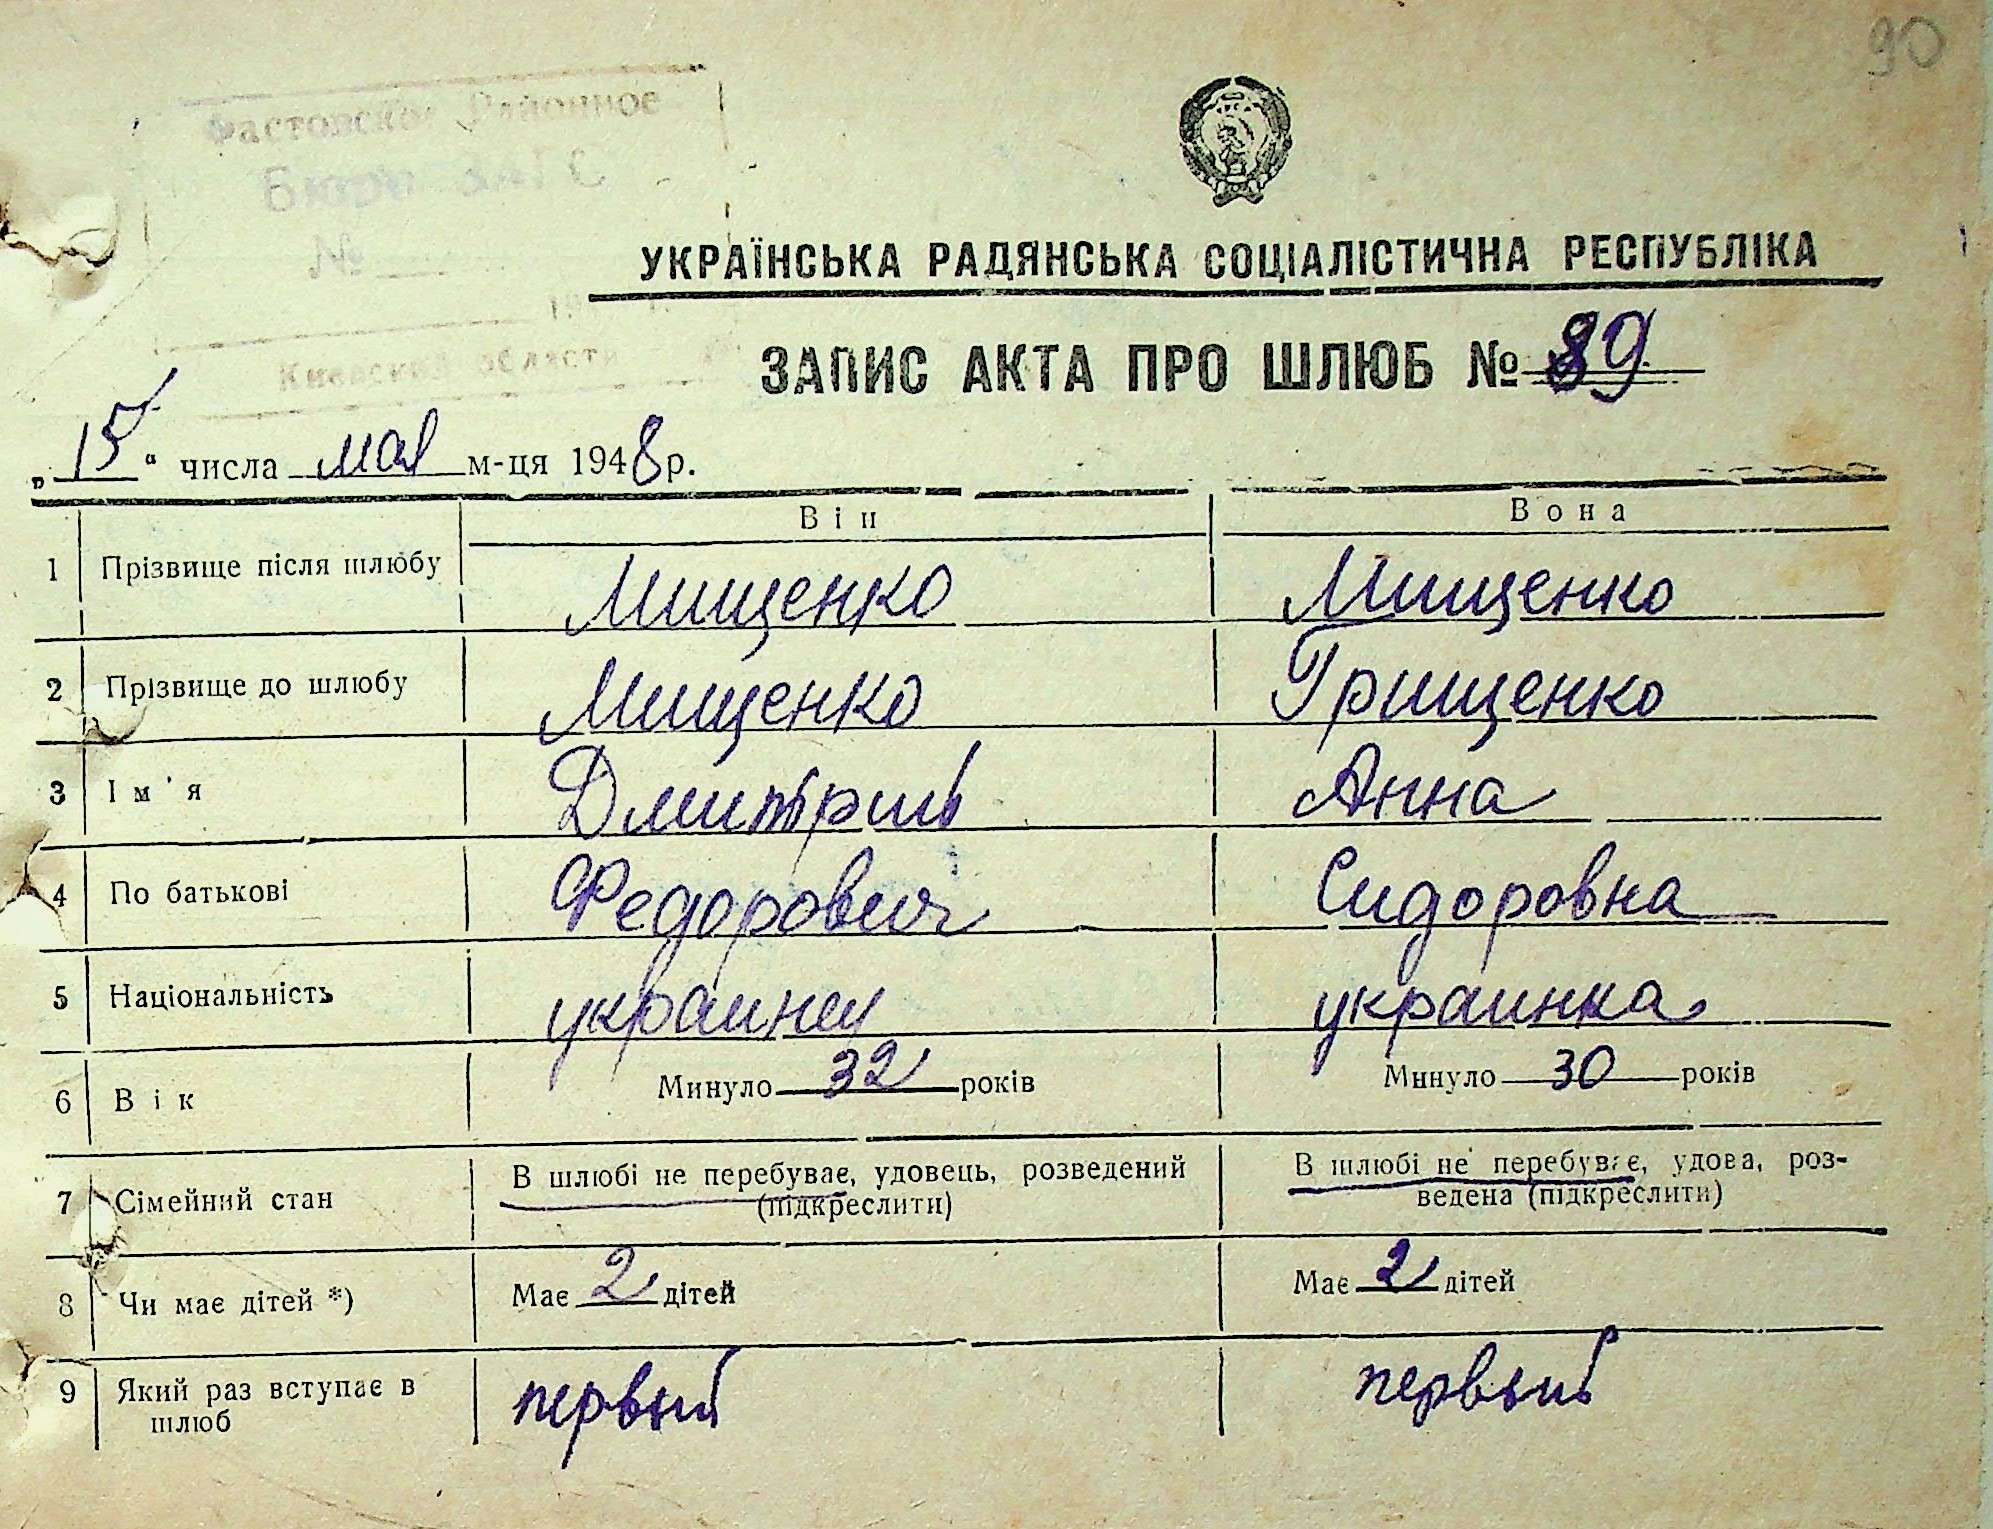 90
Фастовское Районное
Бюро ЗАГС
№
Киевской области
УКРАЇНСЬКА РАДЯНСЬКА СОЦІАЛІСТИЧНА РЕСПУБЛІКА
ЗАПИС АКТА ПРО ШЛЮБ № 89
„15“ числа мая м-ця 1948 р.
Він Вона
1 Прізвище після шлюбу Мищенко Мищенко
2 Прізвище до шлюбу Мищенко Грищенко
3 Ім'я Дмитрий Анна
4 По батькові Федорович Сидоровна
5 Національність украинец украинка
6 Вік Минуло 32 років Минуло 30 років
7 Сімейний стан В шлюбі не перебуває, удовець, розведений (підкреслити) В шлюбі не перебуває, удова, роз-
ведена (підкреслити)
8 Чи має дітей *) Має 2 дітей Має 2 дітей
9 Який раз вступає в шлюб первый первый